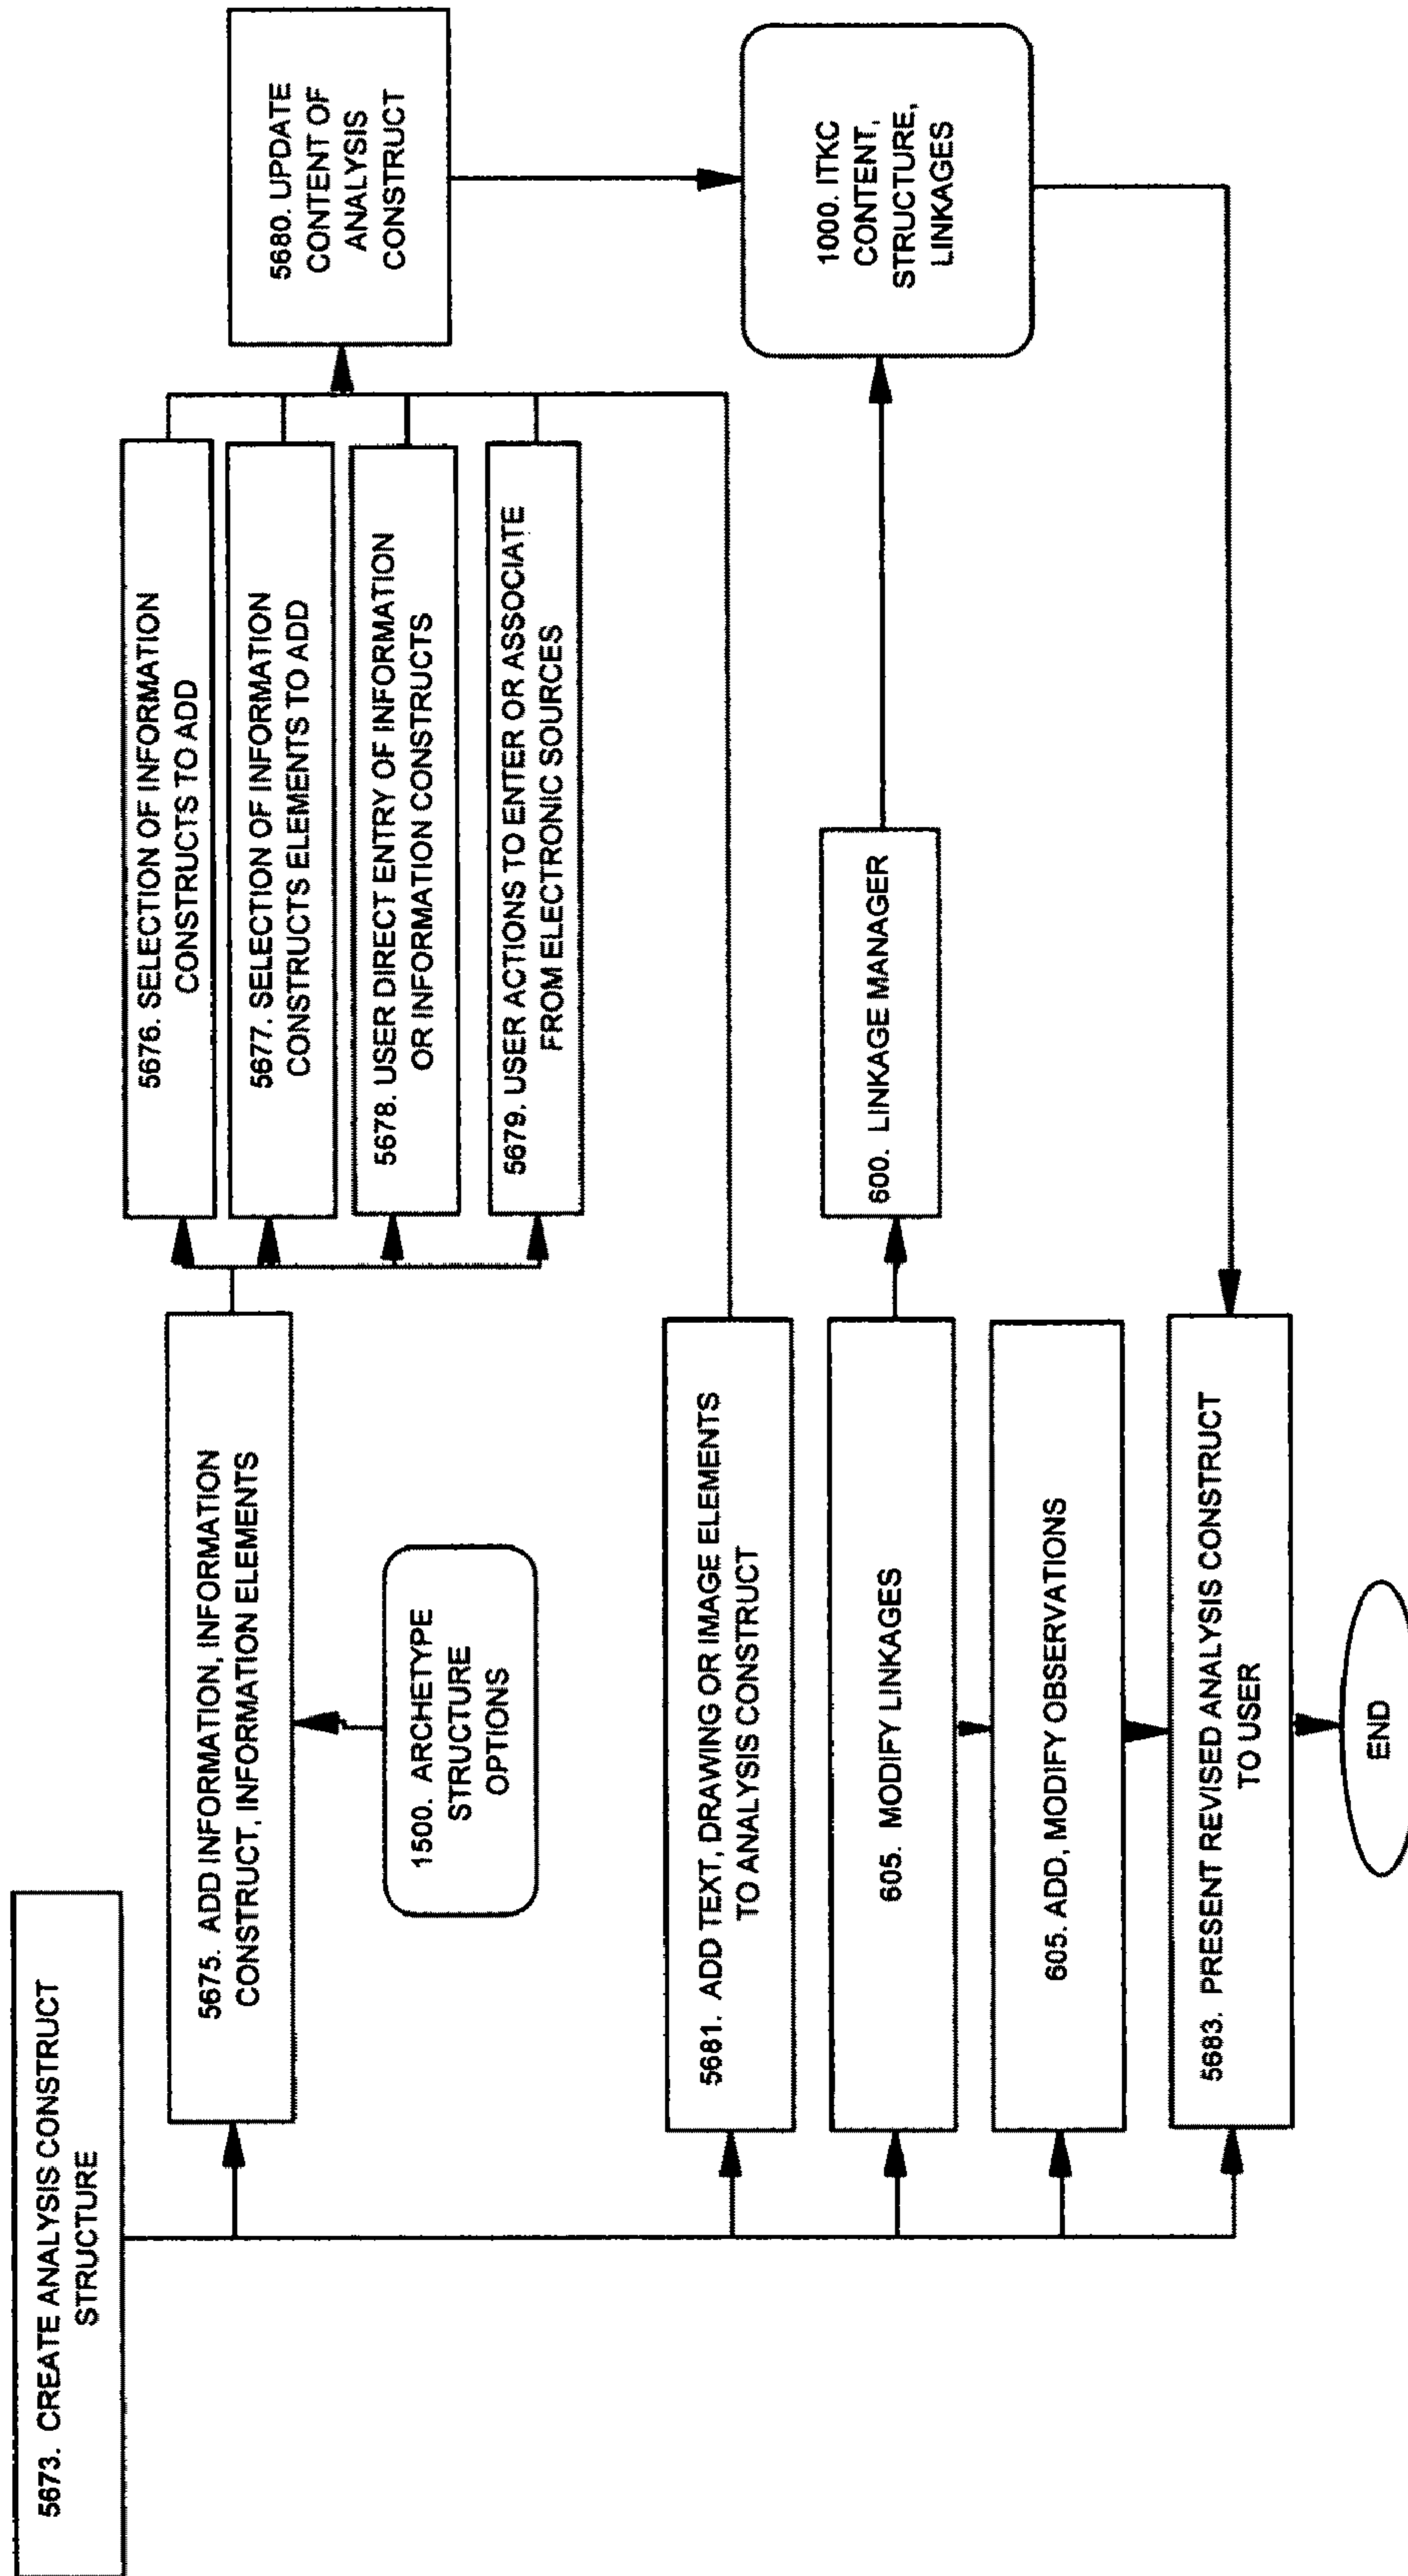 5673. CREATE ANALYSIS CONSTRUCT
STRUCTURE
5675. ADD INFORMATION, INFORMATION
CONSTRUCT, INFORMATION ELEMENTS
1500. ARCHETYPE
STRUCTURE
OPTIONS
5676. SELECTION OF INFORMATION
CONSTRUCTS TO ADD
5677. SELECTION OF INFORMATION
CONSTRUCTS ELEMENTS TO ADD
5678. USER DIRECT ENTRY OF INFORMATION
OR INFORMATION CONSTRUCTS
5679. USER ACTIONS TO ENTER OR ASSOCIATE
FROM ELECTRONIC SOURCES
5680. UPDATE
CONTENT OF
ANALYSIS
CONSTRUCT
5681. ADD TEXT, DRAWING OR IMAGE ELEMENTS
TO ANALYSIS CONSTRUCT
605. MODIFY LINKAGES
600. LINKAGE MANAGER
1000. ITKC
CONTENT,
STRUCTURE,
LINKAGES
605. ADD, MODIFY OBSERVATIONS
5683. PRESENT REVISED ANALYSIS CONSTRUCT
TO USER
END